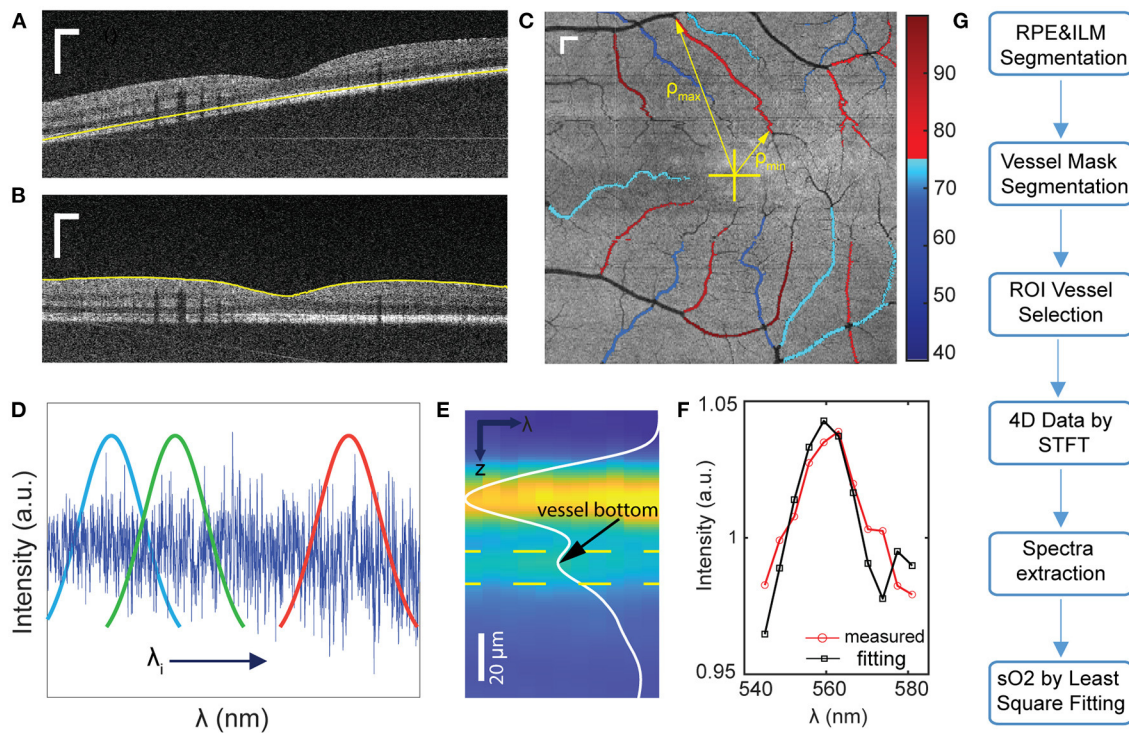 A
B
C
ρmax
ρmin
90
80
70
60
50
40
D
Intensity (a.u.)
λi
λ (nm)
E
λ
z
vessel bottom
20 μm
F
Intensity (a.u.)
1.05
1
0.95
measured
fitting
540
560
580
λ (nm)
G
RPE&ILM
Segmentation
Vessel Mask
Segmentation
ROI Vessel
Selection
4D Data by
STFT
Spectra
extraction
sO2 by Least
Square Fitting